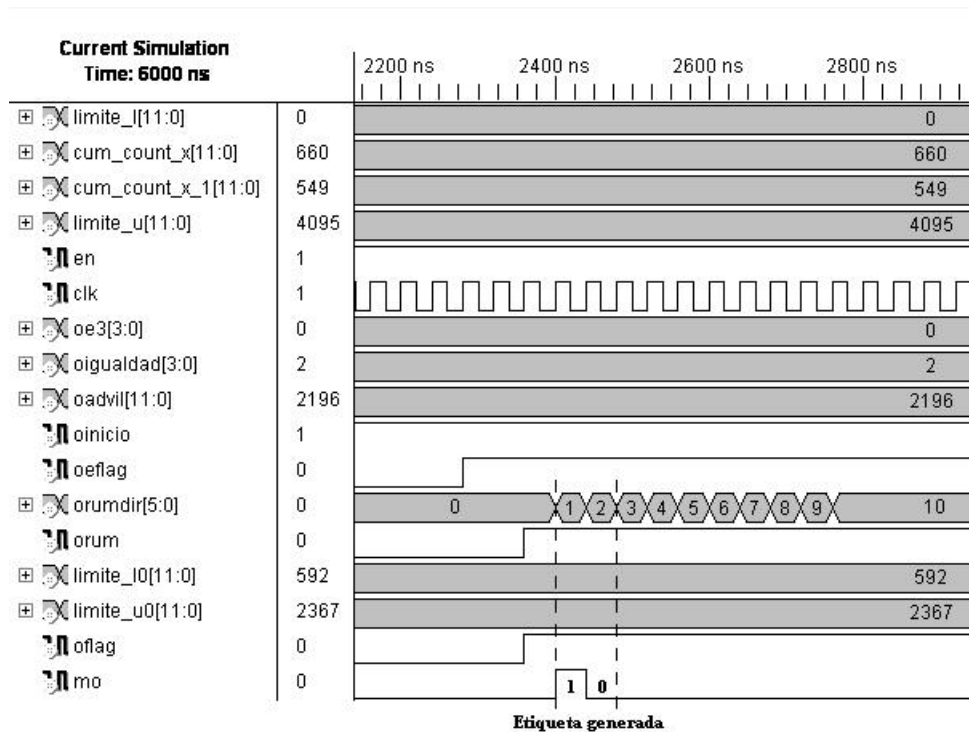 Current Simulation
Time: 6000 ns
2200 ns 2400 ns 2600 ns 2800 ns
limite_l[11:0] 0 0
cum_count_x[11:0] 660 660
cum_count_x_1[11:0] 549 549
limite_u[11:0] 4095 4095
en 1
clk 1
oe3[3:0] 0 0
oigualdad[3:0] 2 2
oadvil[11:0] 2196 2196
oinicio 1
oeflag 0
orumdir[5:0] 0 0 1 2 3 4 5 6 7 8 9 10
orum 0
limite_l0[11:0] 592 592
limite_u0[11:0] 2367 2367
oflag 0
mo 0 1 0
Etiqueta generada